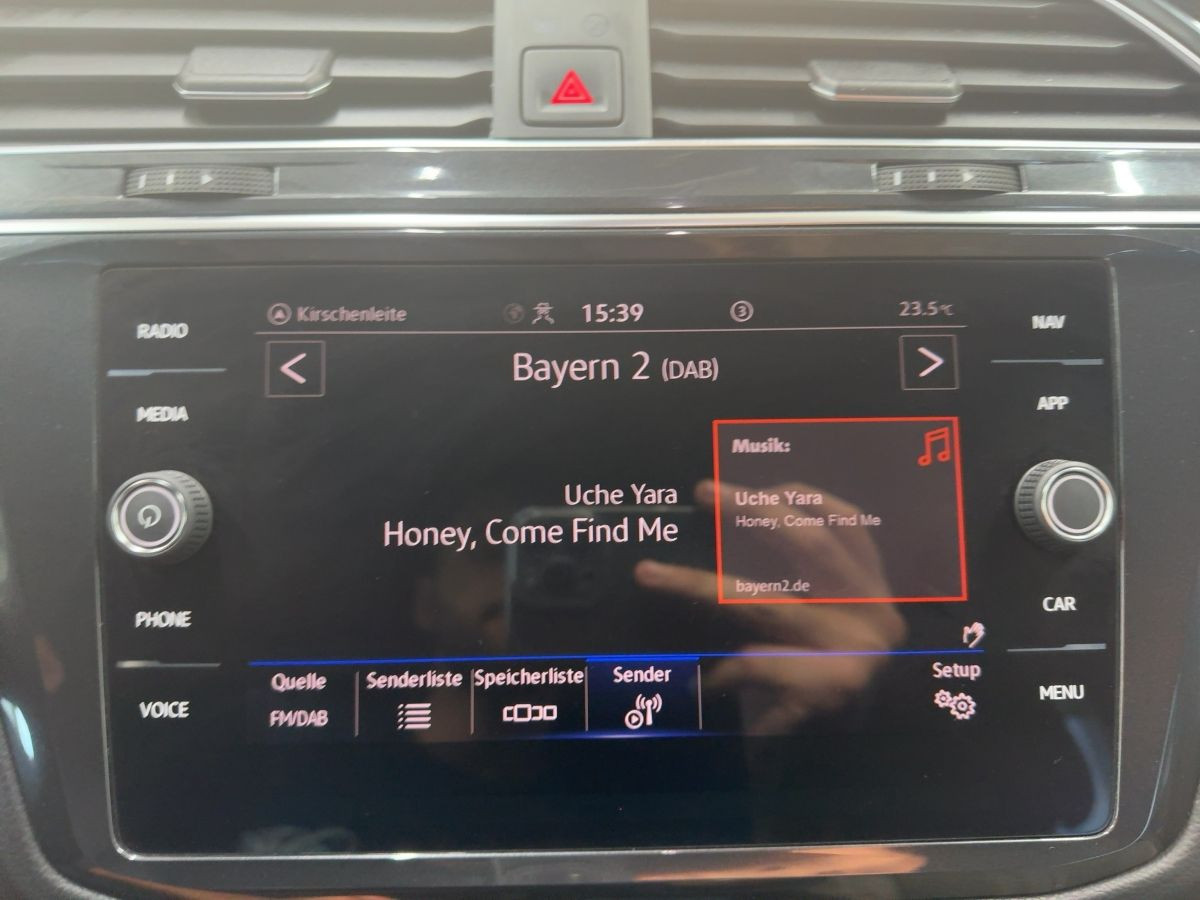 Kirschenleite 15:39 3 23.5°C
RADIO
NAV
Bayern 2 (DAB)
MEDIA
APP
Musik:
Uche Yara
Honey, Come Find Me
Uche Yara
Honey, Come Find Me
bayern2.de
PHONE
CAR
Quelle
FM/DAB
Senderliste
Speicherliste
Sender
Setup
VOICE
MENU